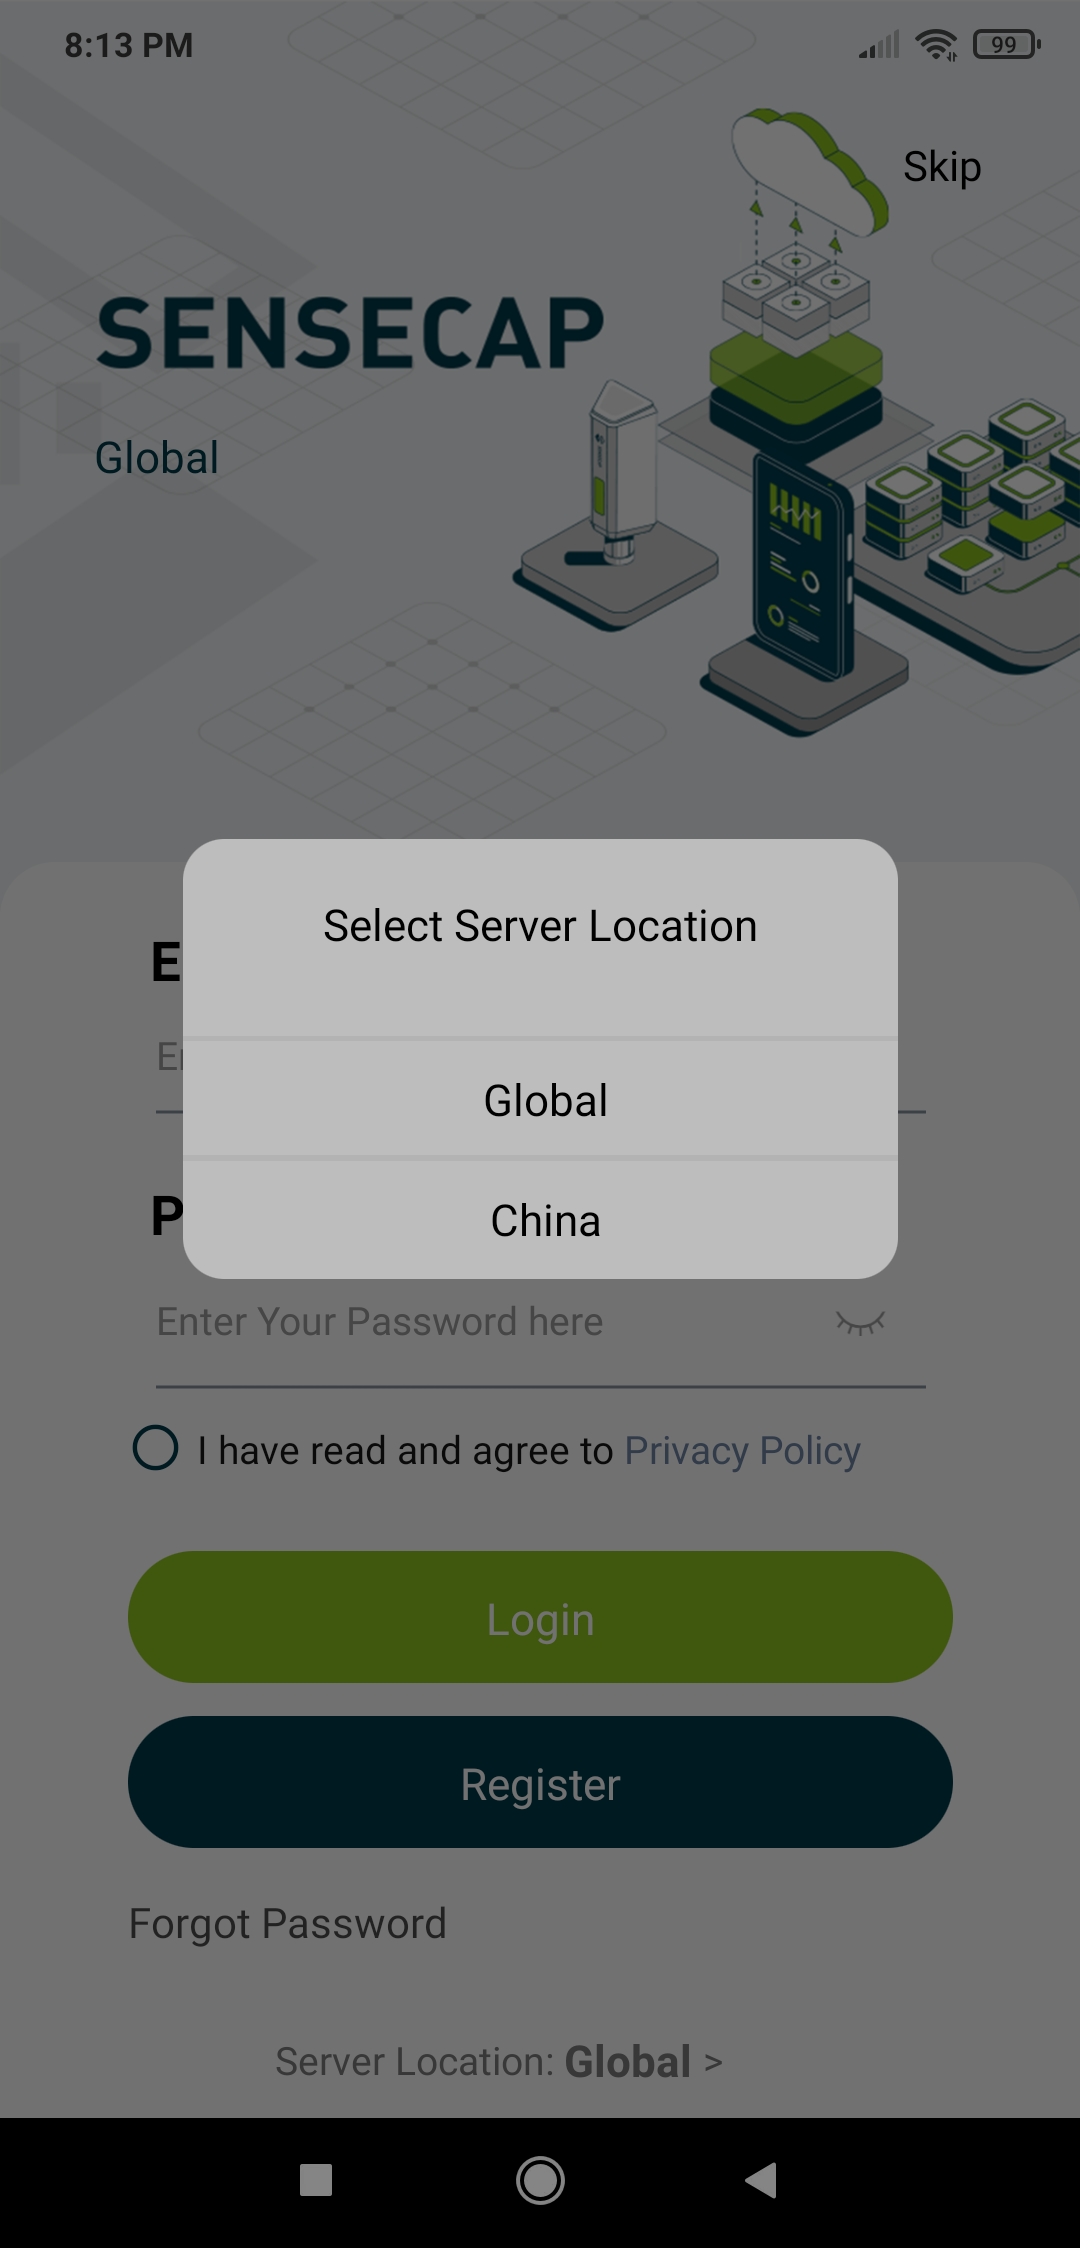 8:13 PM
99
Skip
SENSECAP
Global
Select Server Location
Global
China
Enter Your Password here
I have read and agree to Privacy Policy
Login
Register
Forgot Password
Server Location: Global >